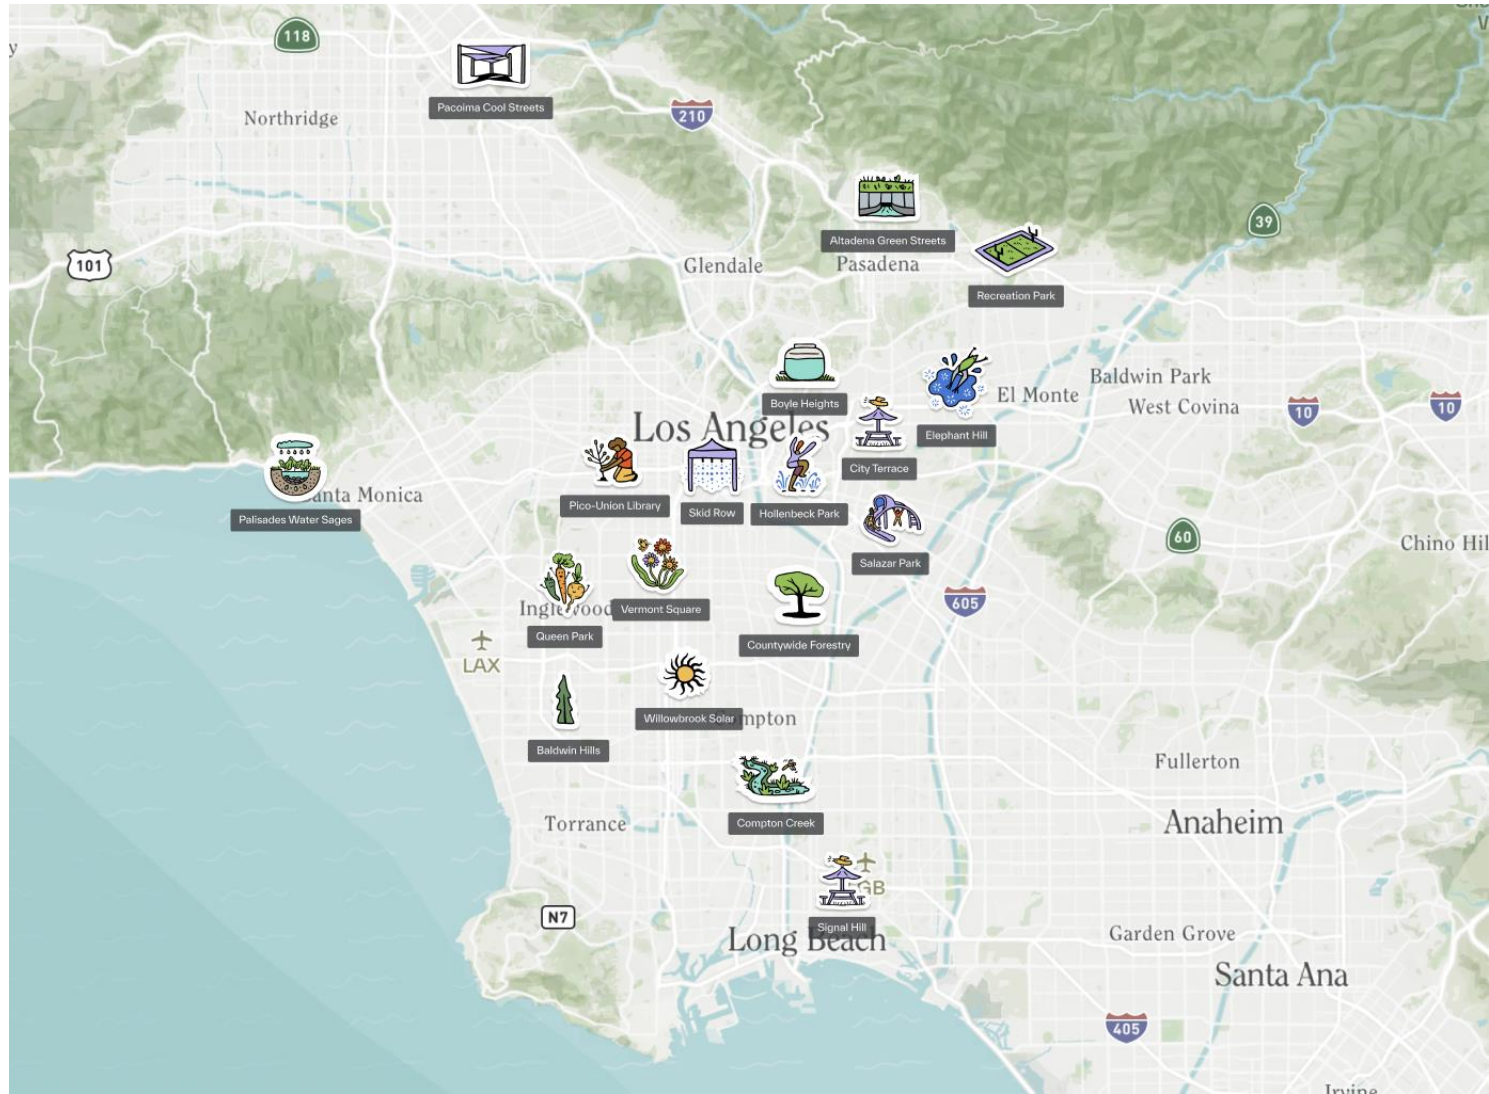 118
Pacoima Cool Streets
Northridge
210
39
Altadena Green Streets
101
Glendale
Pasadena
Recreation Park
Baldwin Park
El Monte
West Covina
10
10
Boyle Heights
Los Angeles
Elephant Hill
City Terrace
anta Monica
Palisades Water Sages
Pico-Union Library
Skid Row
Hollenbeck Park
60
Chino Hil
Salazar Park
605
Inglewood
Vermont Square
Queen Park
Countywide Forestry
LAX
Willowbrook Solar
mpton
Baldwin Hills
Fullerton
Compton Creek
Torrance
Anaheim
GB
N7
Signal Hill
Long Beach
Garden Grove
Santa Ana
405
Irvine